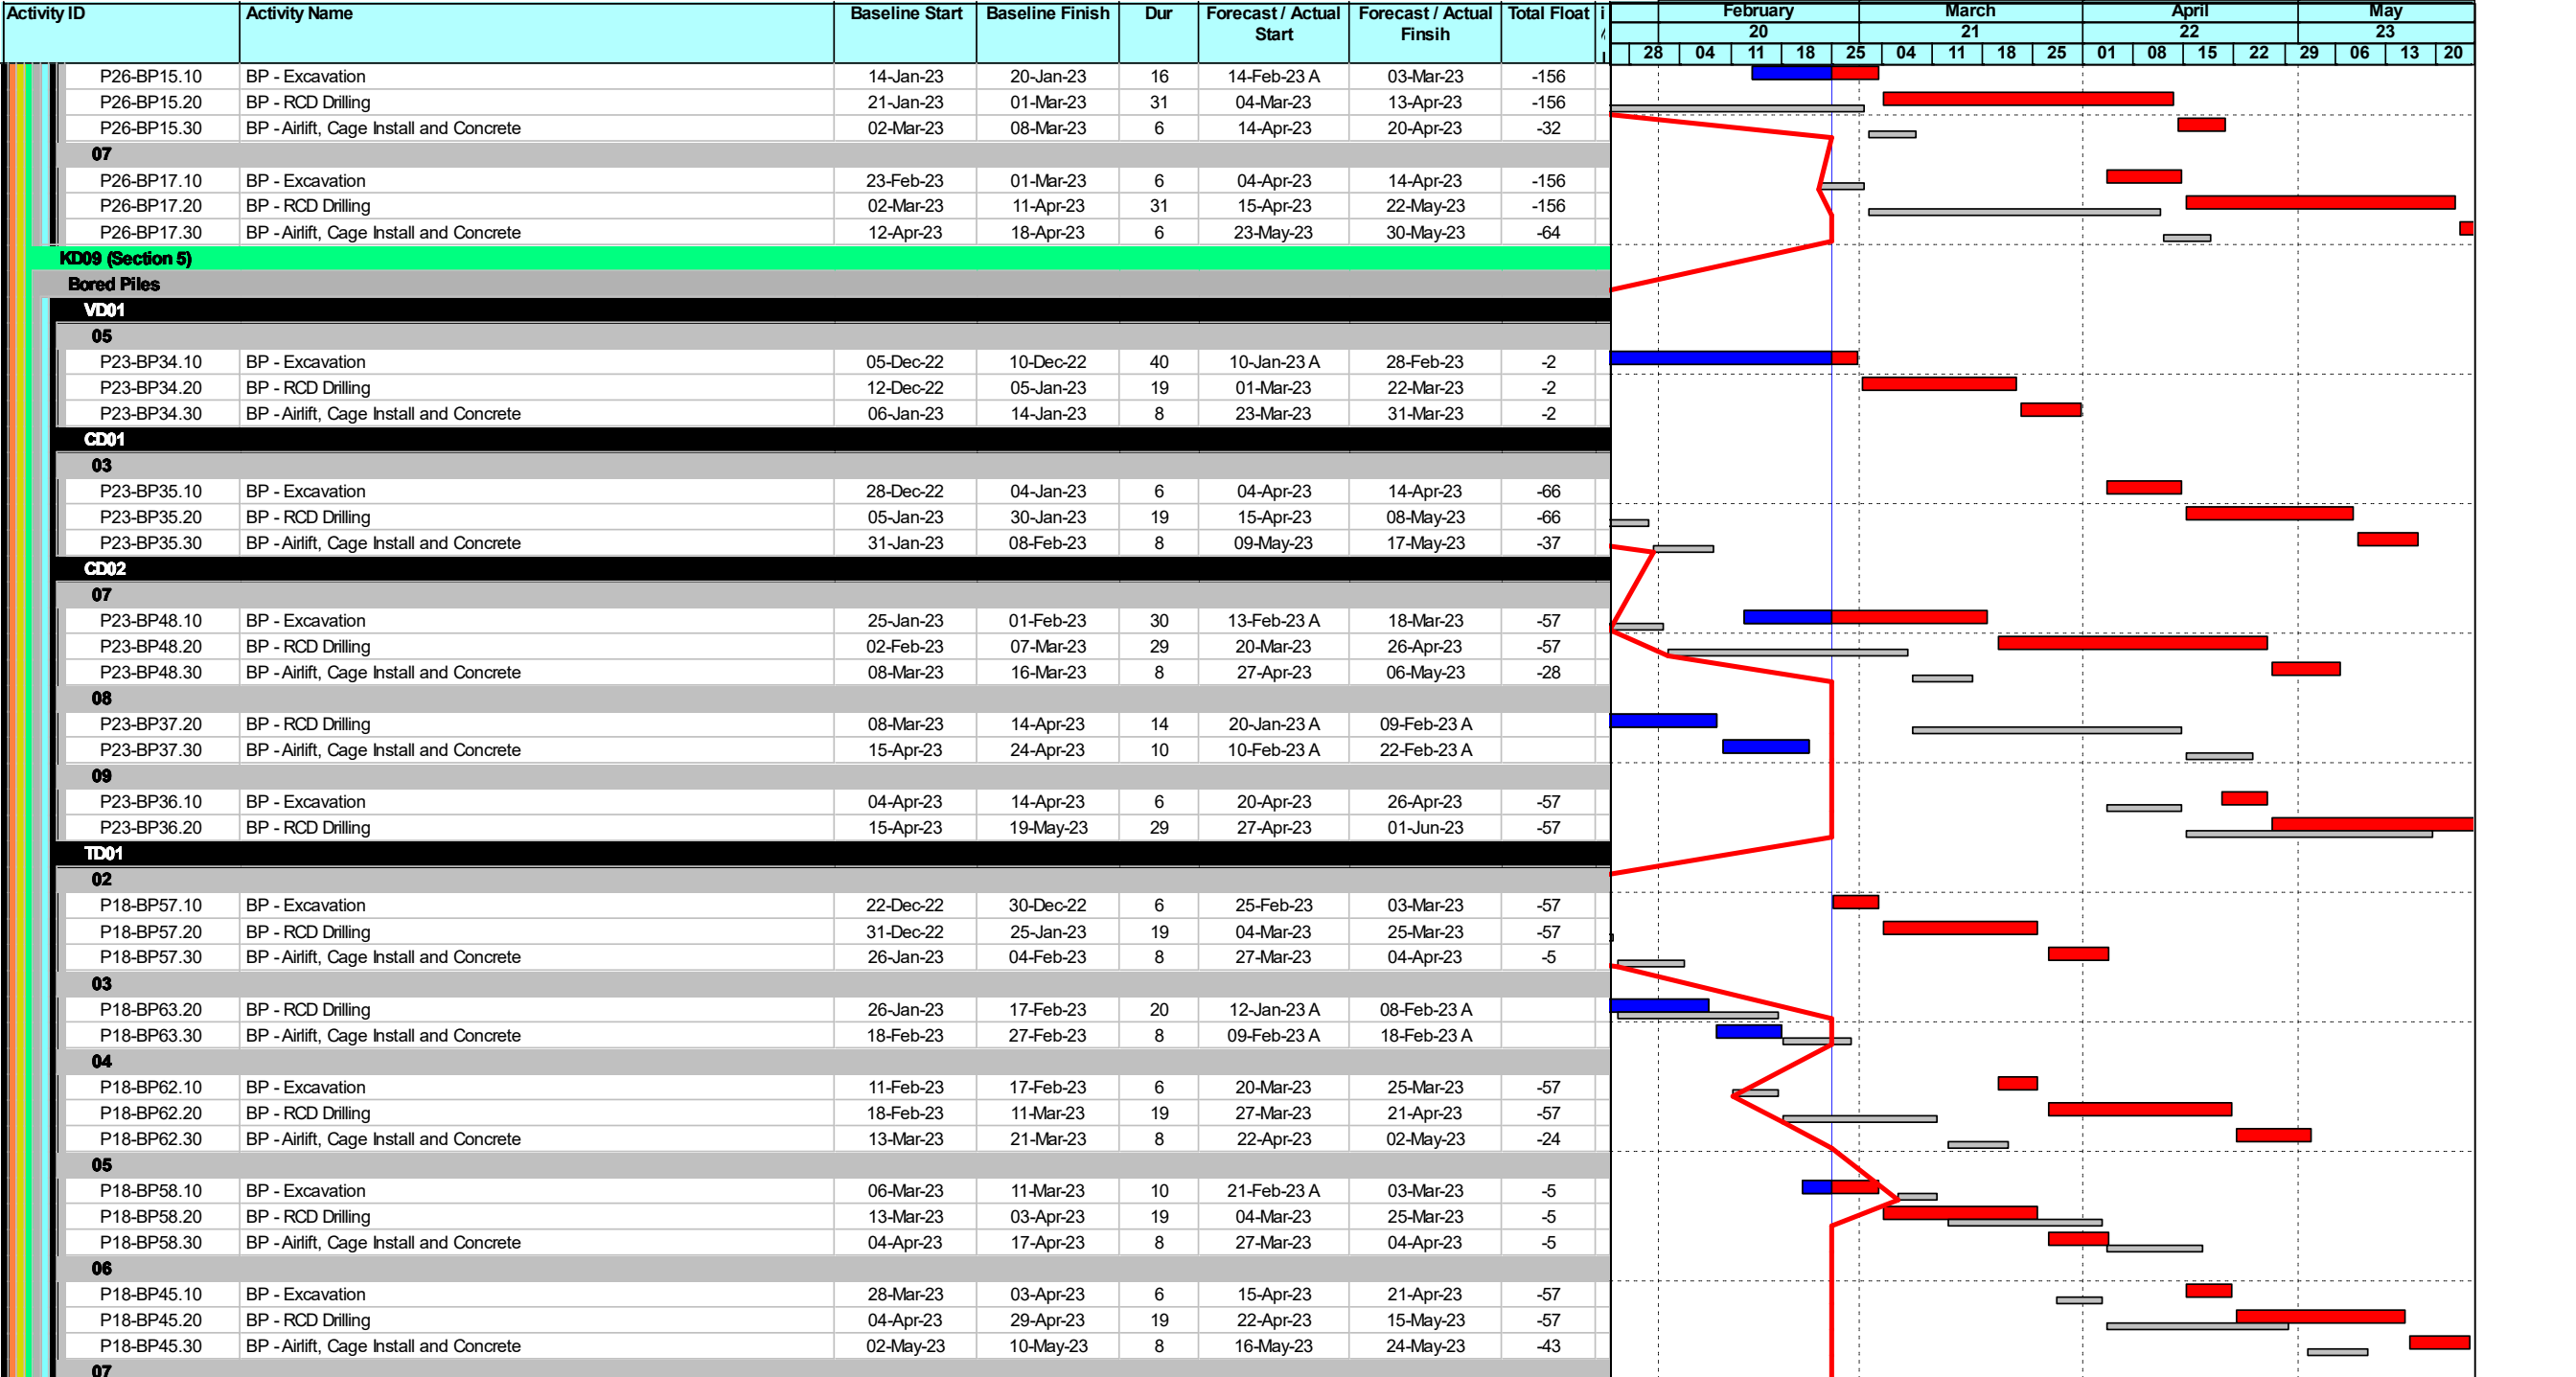 Activity ID Activity Name Baseline Start Baseline Finish Dur Forecast / Actual Start Forecast / Actual Finsih Total Float
February March April May
20 21 22 23
28 04 11 18 25 04 11 18 25 01 08 15 22 29 06 13 20
P26-BP15.10 BP - Excavation 14-Jan-23 20-Jan-23 16 14-Feb-23 A 03-Mar-23 -156
P26-BP15.20 BP - RCD Drilling 21-Jan-23 01-Mar-23 31 04-Mar-23 13-Apr-23 -156
P26-BP15.30 BP - Airlift, Cage Install and Concrete 02-Mar-23 08-Mar-23 6 14-Apr-23 20-Apr-23 -32
07
P26-BP17.10 BP - Excavation 23-Feb-23 01-Mar-23 6 04-Apr-23 14-Apr-23 -156
P26-BP17.20 BP - RCD Drilling 02-Mar-23 11-Apr-23 31 15-Apr-23 22-May-23 -156
P26-BP17.30 BP - Airlift, Cage Install and Concrete 12-Apr-23 18-Apr-23 6 23-May-23 30-May-23 -64
KD09 (Section 5)
Bored Piles
VD01
05
P23-BP34.10 BP - Excavation 05-Dec-22 10-Dec-22 40 10-Jan-23 A 28-Feb-23 -2
P23-BP34.20 BP - RCD Drilling 12-Dec-22 05-Jan-23 19 01-Mar-23 22-Mar-23 -2
P23-BP34.30 BP - Airlift, Cage Install and Concrete 06-Jan-23 14-Jan-23 8 23-Mar-23 31-Mar-23 -2
CD01
03
P23-BP35.10 BP - Excavation 28-Dec-22 04-Jan-23 6 04-Apr-23 14-Apr-23 -66
P23-BP35.20 BP - RCD Drilling 05-Jan-23 30-Jan-23 19 15-Apr-23 08-May-23 -66
P23-BP35.30 BP - Airlift, Cage Install and Concrete 31-Jan-23 08-Feb-23 8 09-May-23 17-May-23 -37
CD02
07
P23-BP48.10 BP - Excavation 25-Jan-23 01-Feb-23 30 13-Feb-23 A 18-Mar-23 -57
P23-BP48.20 BP - RCD Drilling 02-Feb-23 07-Mar-23 29 20-Mar-23 26-Apr-23 -57
P23-BP48.30 BP - Airlift, Cage Install and Concrete 08-Mar-23 16-Mar-23 8 27-Apr-23 06-May-23 -28
08
P23-BP37.20 BP - RCD Drilling 08-Mar-23 14-Apr-23 14 20-Jan-23 A 09-Feb-23 A
P23-BP37.30 BP - Airlift, Cage Install and Concrete 15-Apr-23 24-Apr-23 10 10-Feb-23 A 22-Feb-23 A
09
P23-BP36.10 BP - Excavation 04-Apr-23 14-Apr-23 6 20-Apr-23 26-Apr-23 -57
P23-BP36.20 BP - RCD Drilling 15-Apr-23 19-May-23 29 27-Apr-23 01-Jun-23 -57
TD01
02
P18-BP57.10 BP - Excavation 22-Dec-22 30-Dec-22 6 25-Feb-23 03-Mar-23 -57
P18-BP57.20 BP - RCD Drilling 31-Dec-22 25-Jan-23 19 04-Mar-23 25-Mar-23 -57
P18-BP57.30 BP - Airlift, Cage Install and Concrete 26-Jan-23 04-Feb-23 8 27-Mar-23 04-Apr-23 -5
03
P18-BP63.20 BP - RCD Drilling 26-Jan-23 17-Feb-23 20 12-Jan-23 A 08-Feb-23 A
P18-BP63.30 BP - Airlift, Cage Install and Concrete 18-Feb-23 27-Feb-23 8 09-Feb-23 A 18-Feb-23 A
04
P18-BP62.10 BP - Excavation 11-Feb-23 17-Feb-23 6 20-Mar-23 25-Mar-23 -57
P18-BP62.20 BP - RCD Drilling 18-Feb-23 11-Mar-23 19 27-Mar-23 21-Apr-23 -57
P18-BP62.30 BP - Airlift, Cage Install and Concrete 13-Mar-23 21-Mar-23 8 22-Apr-23 02-May-23 -24
05
P18-BP58.10 BP - Excavation 06-Mar-23 11-Mar-23 10 21-Feb-23 A 03-Mar-23 -5
P18-BP58.20 BP - RCD Drilling 13-Mar-23 03-Apr-23 19 04-Mar-23 25-Mar-23 -5
P18-BP58.30 BP - Airlift, Cage Install and Concrete 04-Apr-23 17-Apr-23 8 27-Mar-23 04-Apr-23 -5
06
P18-BP45.10 BP - Excavation 28-Mar-23 03-Apr-23 6 15-Apr-23 21-Apr-23 -57
P18-BP45.20 BP - RCD Drilling 04-Apr-23 29-Apr-23 19 22-Apr-23 15-May-23 -57
P18-BP45.30 BP - Airlift, Cage Install and Concrete 02-May-23 10-May-23 8 16-May-23 24-May-23 -43
07